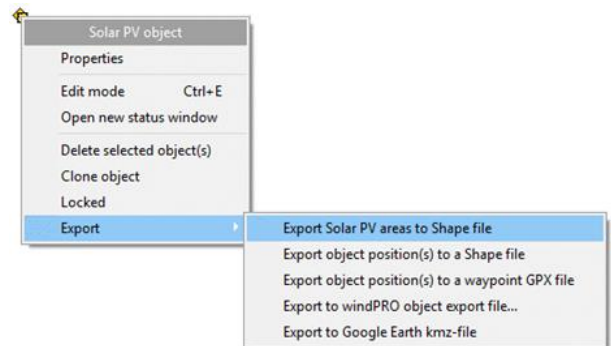 Solar PV object
Properties
Edit mode Ctrl+E
Open new status window
Delete selected object(s)
Clone object
Locked
Export
Export Solar PV areas to Shape file
Export object position(s) to a Shape file
Export object position(s) to a waypoint GPX file
Export to windPRO object export file...
Export to Google Earth kmz-file